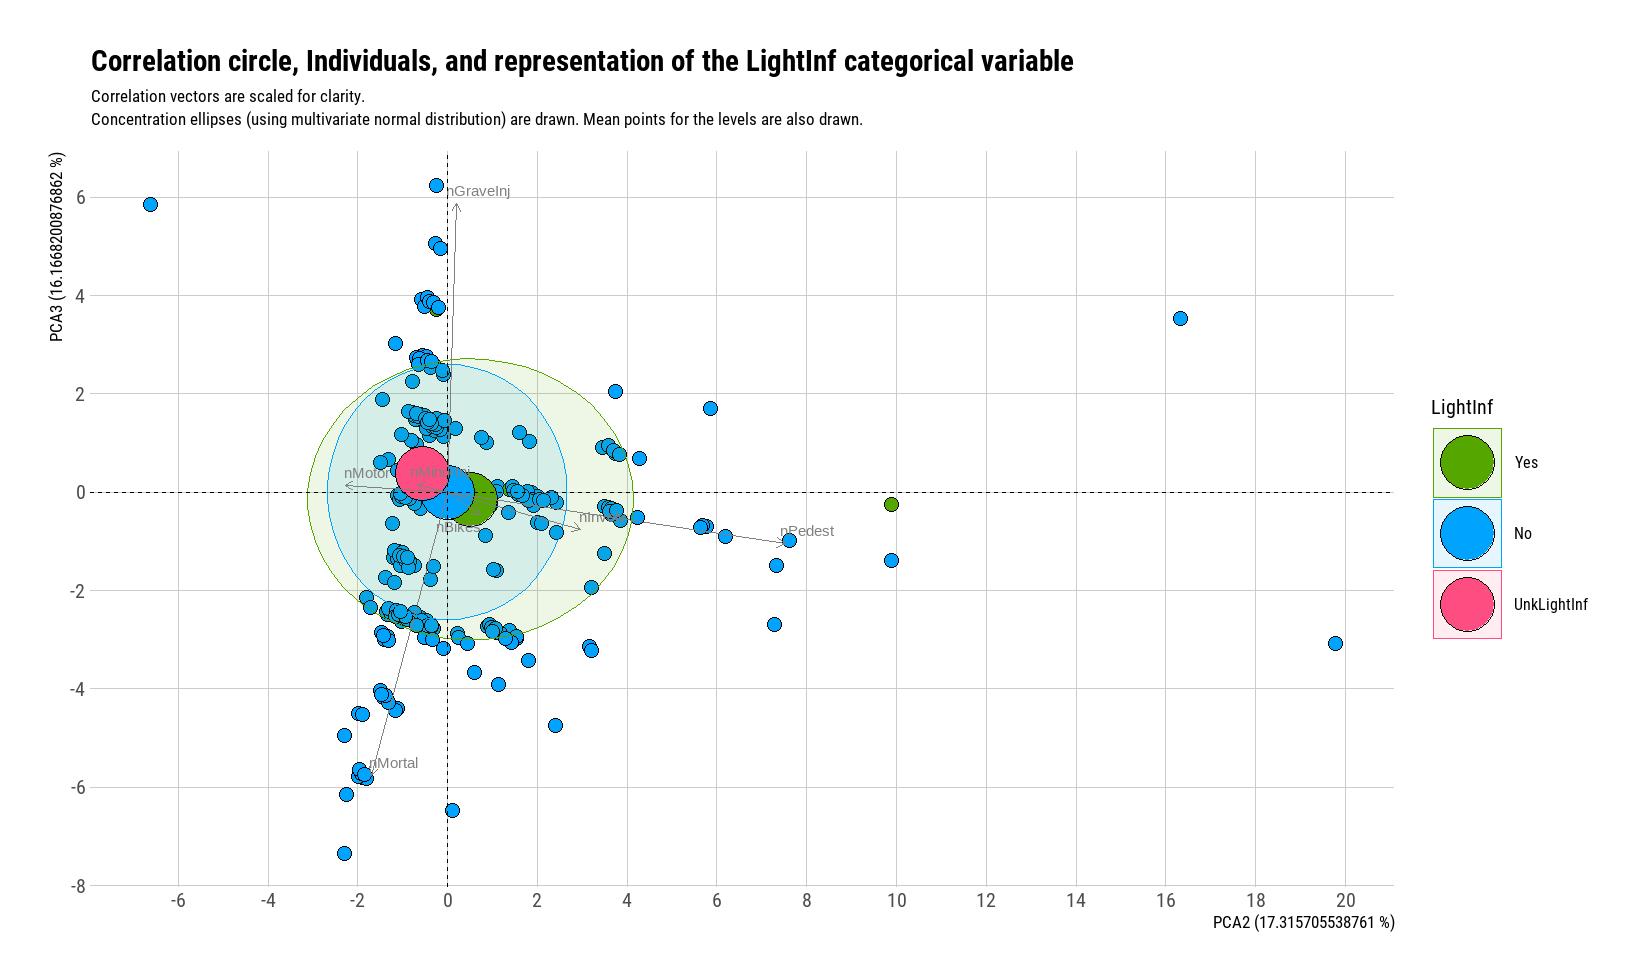 Correlation circle, Individuals, and representation of the LightInf categorical variable
Correlation vectors are scaled for clarity.
Concentration ellipses (using multivariate normal distribution) are drawn. Mean points for the levels are also drawn.
PCA3 (16.1668200876862 %)
6
4
2
0
-2
-4
-6
-8
nGraveInj
nMotor
nBikes
nPedest
nMortal
-6
-4
-2
0
2
4
6
8
10
12
14
16
18
20
PCA2 (17.315705538761 %)
LightInf
Yes
No
UnkLightInf